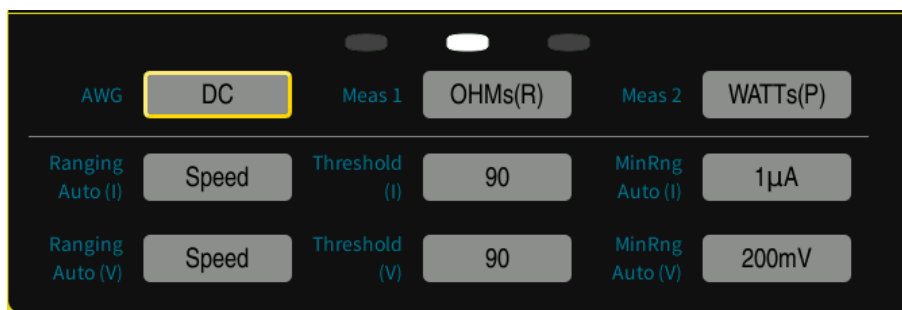 AWG DC Meas 1 OHMs(R) Meas 2 WATTs(P)
Ranging Auto (I) Speed Threshold (I) 90 MinRng Auto (I) 1µA
Ranging Auto (V) Speed Threshold (V) 90 MinRng Auto (V) 200mV